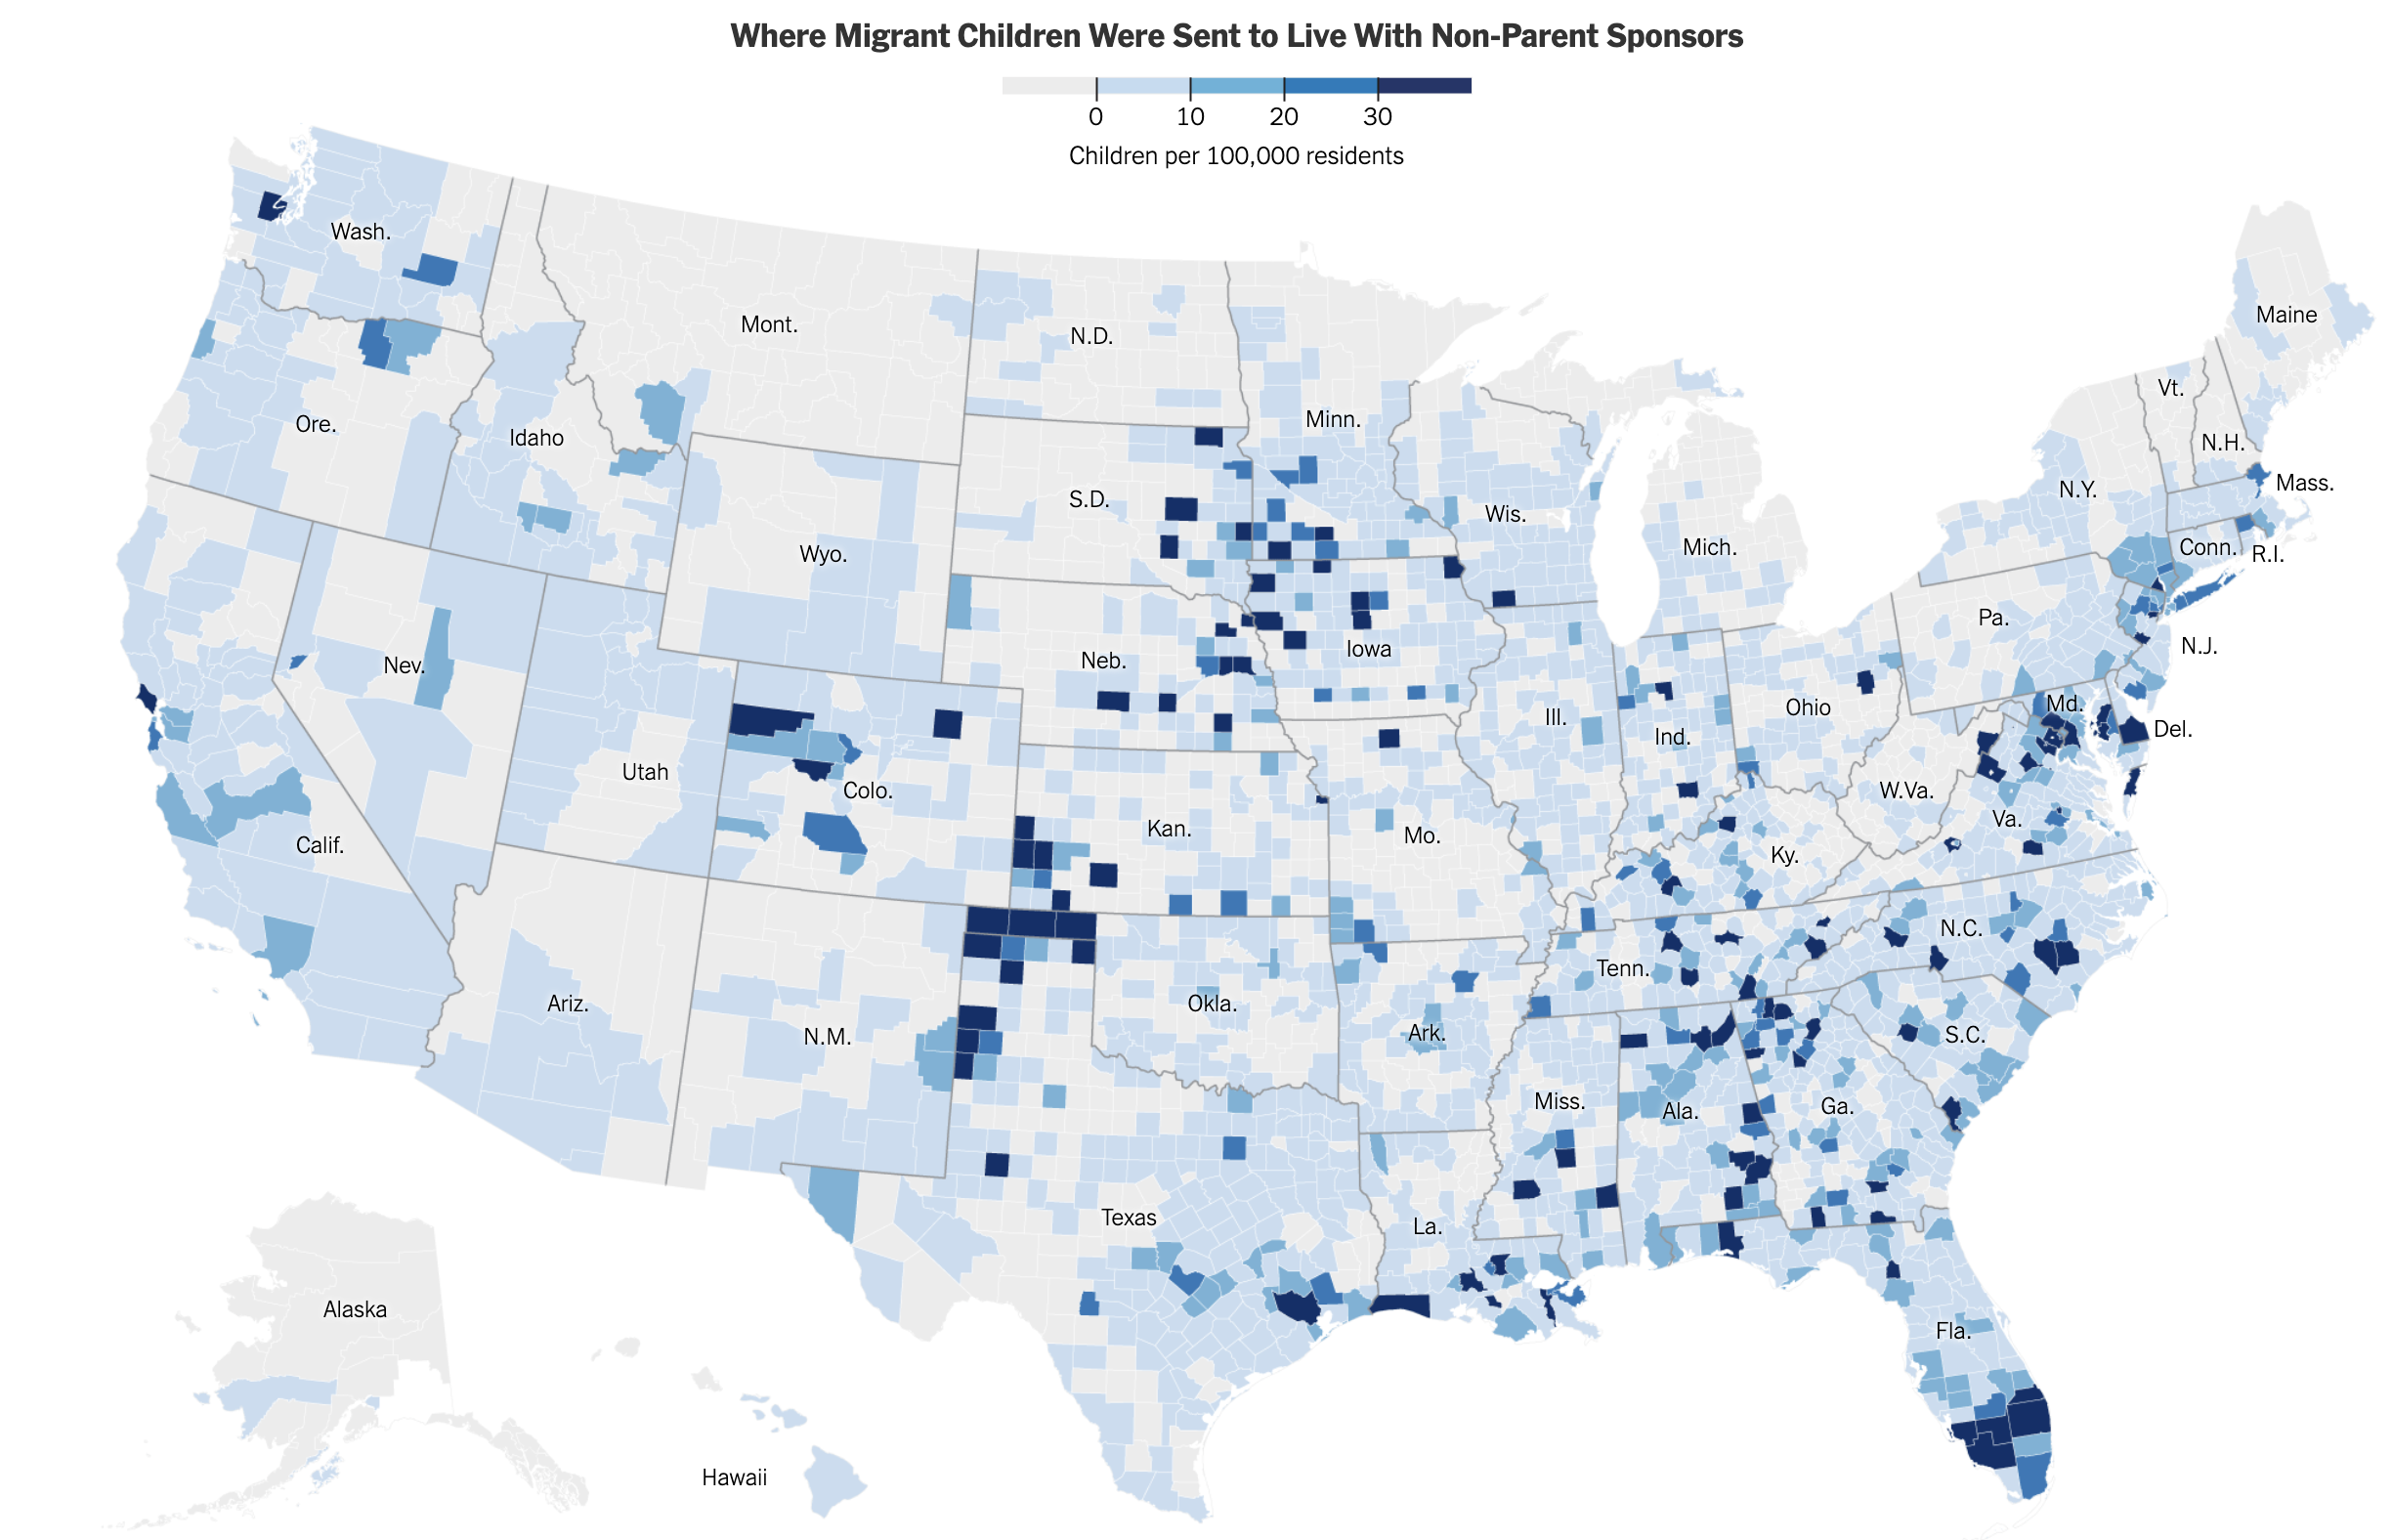 Where Migrant Children Were Sent to Live With Non-Parent Sponsors
0 10 20 30
Children per 100,000 residents
Wash.
Maine
Mont.
N.D.
Vt.
Minn.
Ore.
Idaho
N.H.
Mass.
N.Y.
S.D.
Wis.
Mich.
Conn.
R.I.
Wyo.
Pa.
N.J.
Iowa
Neb.
Nev.
Md.
Ohio
Ill.
Del.
Ind.
Utah
Colo.
W.Va.
Va.
Kan.
Mo.
Calif.
Ky.
N.C.
Tenn.
Ariz.
Okla.
N.M.
Ark.
S.C.
Miss.
Ala.
Ga.
Texas
La.
Alaska
Fla.
Hawaii